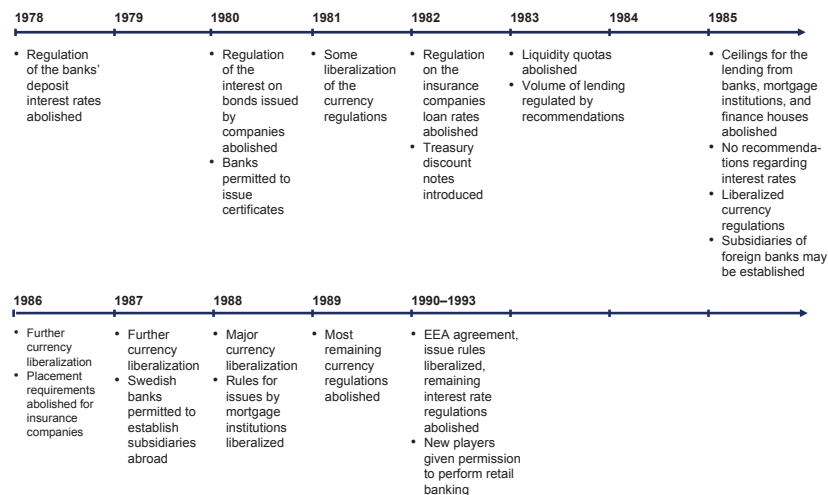 1978 1979 1980 1981 1982 1983 1984 1985
• Regulation
of the banks'
deposit
interest rates
abolished
• Regulation
of the
interest on
bonds issued
by
companies
abolished
• Banks
permitted to
issue
certificates
• Some
liberalization
of the
currency
regulations
• Regulation
on the
insurance
companies
loan rates
abolished
• Treasury
discount
notes
introduced
• Liquidity quotas
abolished
• Volume of lending
regulated by
recommendations
• Ceilings for the
lending from
banks, mortgage
institutions, and
finance houses
abolished
• No recommenda-
tions regarding
interest rates
• Liberalized
currency
regulations
• Subsidiaries of
foreign banks may
be established
1986 1987 1988 1989 1990–1993
• Further
currency
liberalization
• Placement
requirements
abolished for
insurance
companies
• Further
currency
liberalization
• Swedish
banks
permitted to
establish
subsidiaries
abroad
• Major
currency
liberalization
• Rules for
issues by
mortgage
institutions
liberalized
• Most
remaining
currency
regulations
abolished
• EEA agreement,
issue rules
liberalized,
remaining
interest rate
regulations
abolished
• New players
given permission
to perform retail
banking